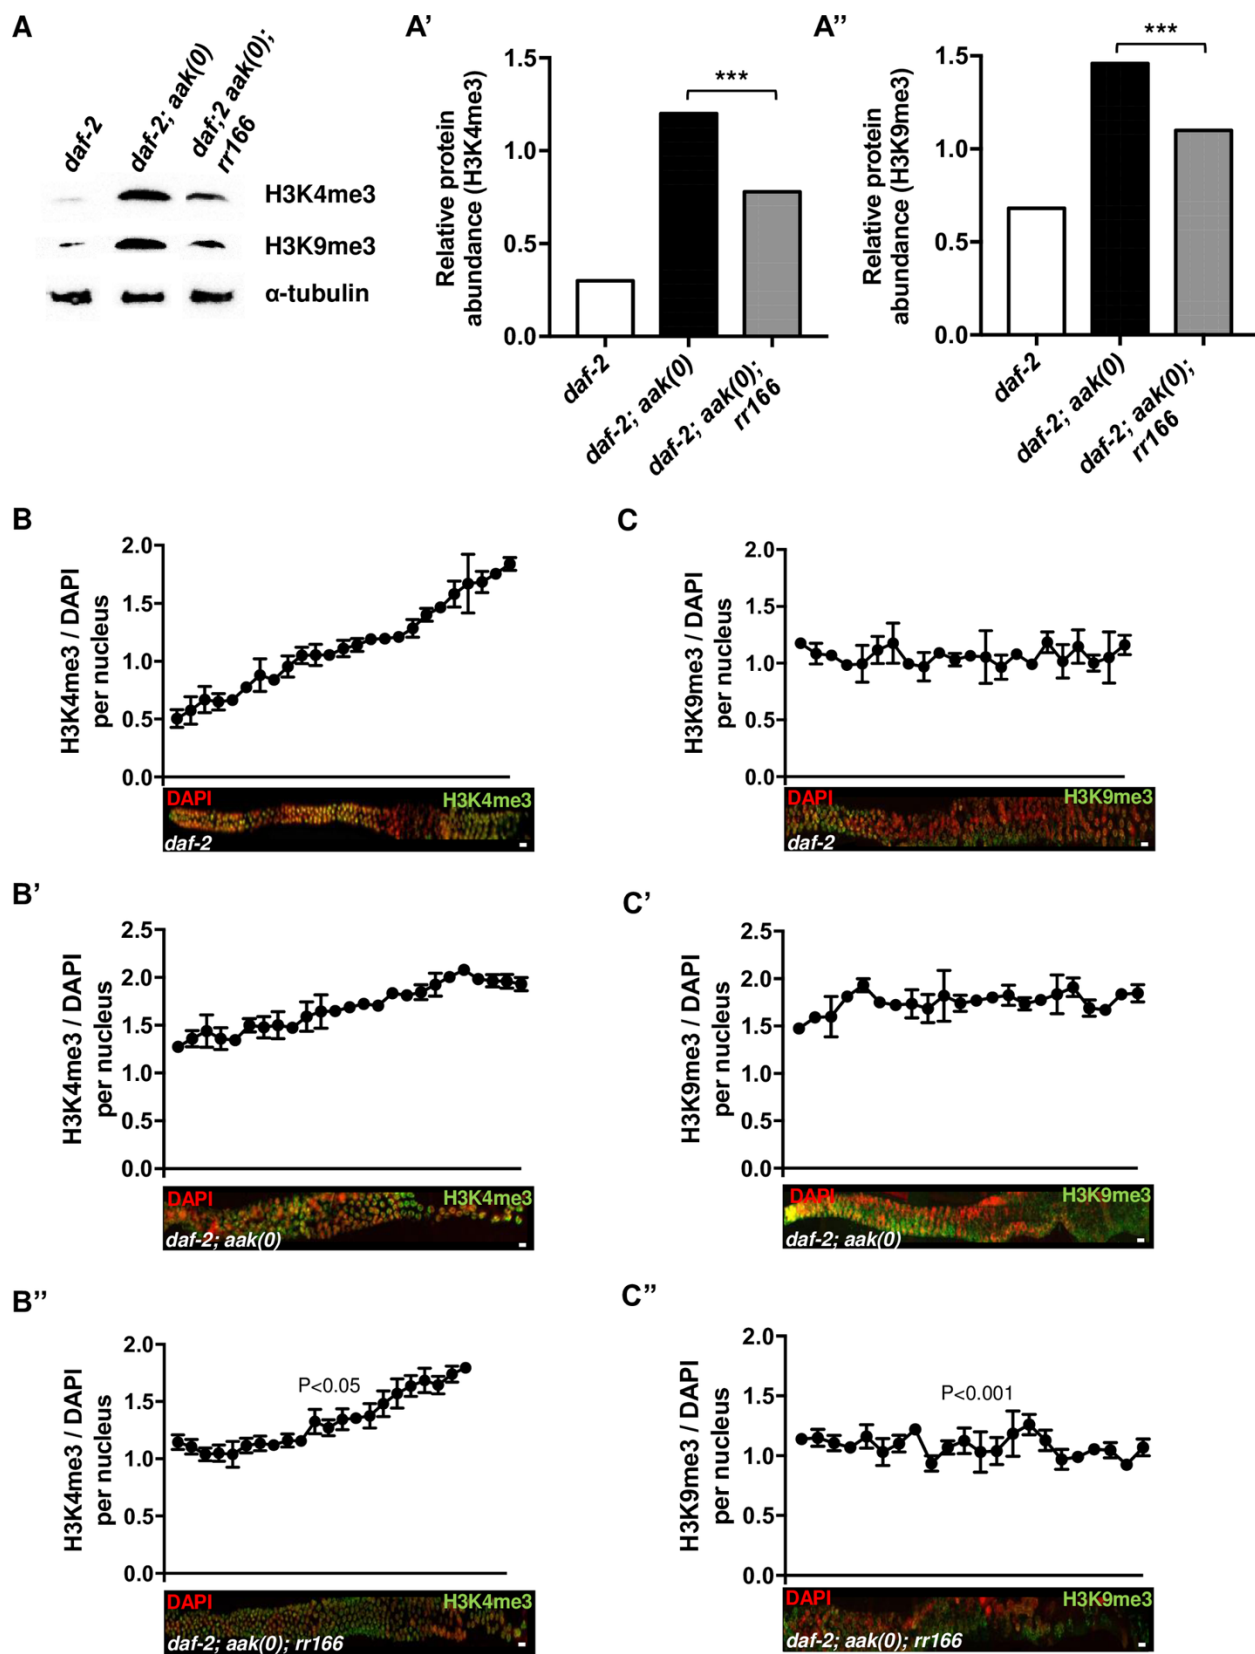 A
daf-2
daf-2; aak(0)
daf;2 aak(0);
rr166
H3K4me3
H3K9me3
α-tubulin
A’
Relative protein
abundance (H3K4me3)
1.5
1.0
0.5
0.0
***
daf-2
daf-2; aak(0)
daf-2; aak(0);
rr166
A”
Relative protein
abundance (H3K9me3)
1.5
1.0
0.5
0.0
***
daf-2
daf-2; aak(0)
daf-2; aak(0);
rr166
B
H3K4me3 / DAPI
per nucleus
2.0
1.5
1.0
0.5
0.0
DAPI
H3K4me3
daf-2
C
H3K9me3 / DAPI
per nucleus
2.0
1.5
1.0
0.5
0.0
DAPI
H3K9me3
daf-2
B’
H3K4me3 / DAPI
per nucleus
2.5
2.0
1.5
1.0
0.5
0.0
DAPI
H3K4me3
daf-2; aak(0)
C’
H3K9me3 / DAPI
per nucleus
2.5
2.0
1.5
1.0
0.5
0.0
DAPI
H3K9me3
daf-2; aak(0)
B”
H3K4me3 / DAPI
per nucleus
2.0
1.5
1.0
0.5
0.0
P<0.05
DAPI
H3K4me3
daf-2; aak(0); rr166
C”
H3K9me3 / DAPI
per nucleus
2.0
1.5
1.0
0.5
0.0
P<0.001
DAPI
H3K9me3
daf-2; aak(0); rr166